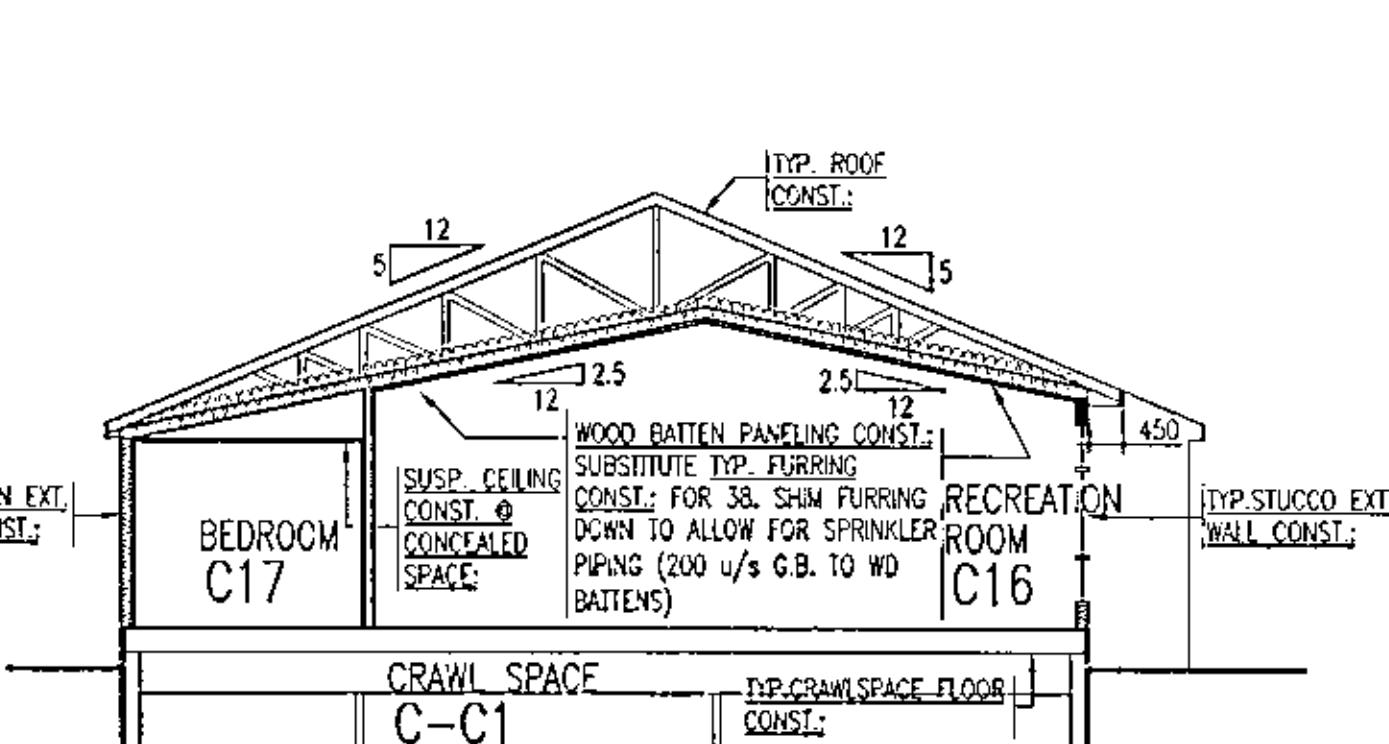 TYP. ROOF
CONST.:
12
5
12
5
2.5
12
2.5
12
450
WOOD BATTEN PANELING CONST.:
SUBSTITUTE TYP. FURRING
CONST.: FOR 38. SHIM FURRING
DOWN TO ALLOW FOR SPRINKLER
PIPING (200 u/s G.B. TO WD
BATTENS)
SUSP. CEILING
CONST. @
CONCEALED
SPACE:
N EXT.
ST.:
BEDROOM
C17
RECREATION
ROOM
C16
TYP.STUCCO EXT
WALL CONST.:
CRAWL SPACE
C-C1
TYP.CRAWLSPACE FLOOR
CONST.: